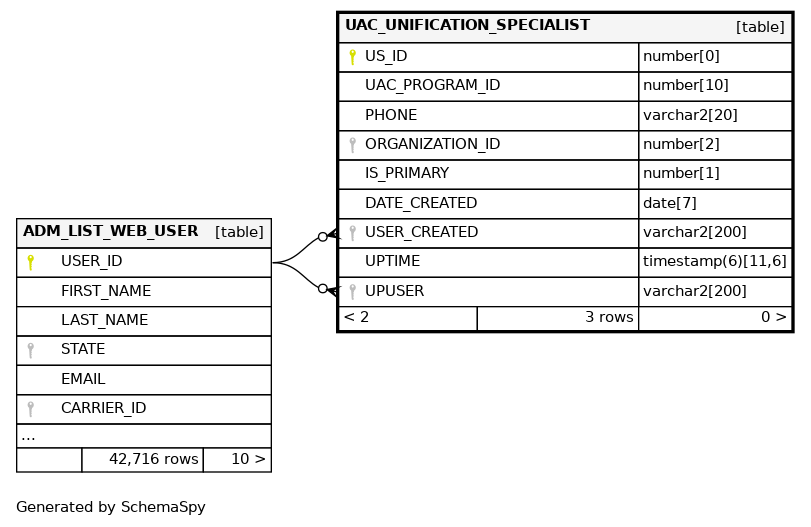 UAC_UNIFICATION_SPECIALIST [table]
US_ID number[0]
UAC_PROGRAM_ID number[10]
PHONE varchar2[20]
ORGANIZATION_ID number[2]
IS_PRIMARY number[1]
DATE_CREATED date[7]
USER_CREATED varchar2[200]
UPTIME timestamp(6)[11,6]
UPUSER varchar2[200]
< 2 3 rows 0 >
ADM_LIST_WEB_USER [table]
USER_ID
FIRST_NAME
LAST_NAME
STATE
EMAIL
CARRIER_ID
...
42,716 rows 10 >
Generated by SchemaSpy